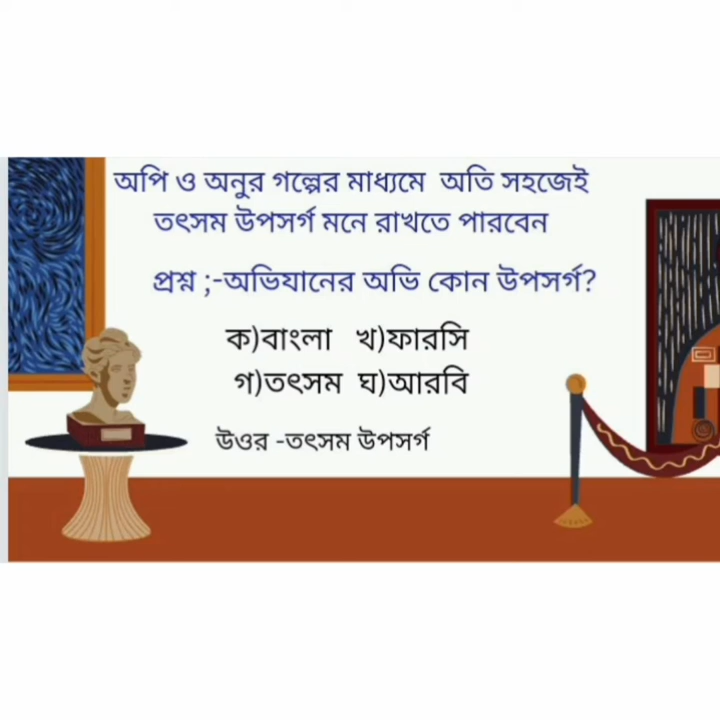 অপি ও অনুর গল্পের মাধ্যমে অতি সহজেই
তৎসম উপসর্গ মনে রাখতে পারবেন
প্রশ্ন ;-অভিযানের অভি কোন উপসর্গ?
ক)বাংলা খ)ফারসি
গ)তৎসম ঘ)আরবি
উওর -তৎসম উপসর্গ